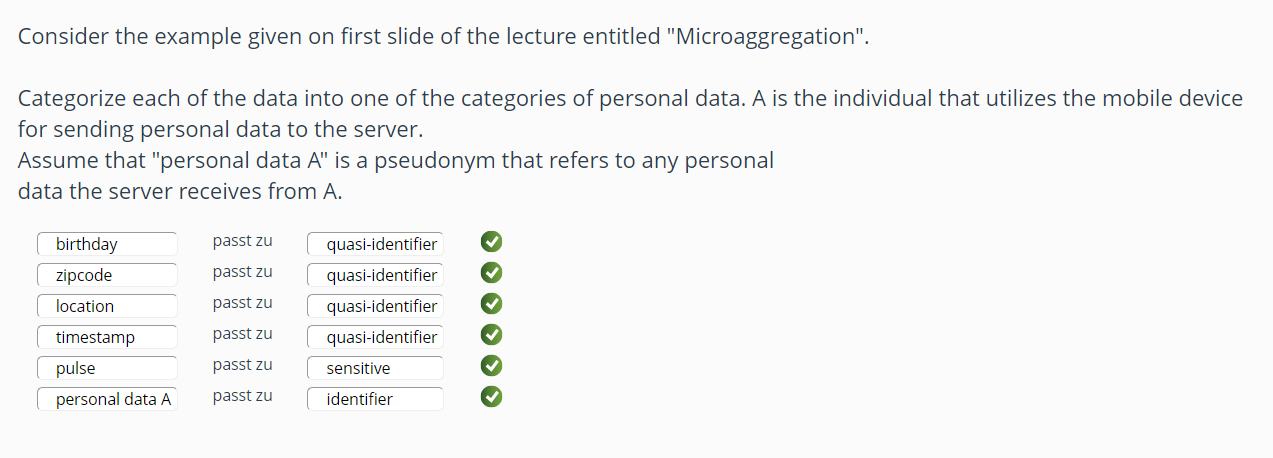 Consider the example given on first slide of the lecture entitled "Microaggregation".
Categorize each of the data into one of the categories of personal data. A is the individual that utilizes the mobile device
for sending personal data to the server.
Assume that "personal data A" is a pseudonym that refers to any personal
data the server receives from A.
birthday passt zu quasi-identifier
zipcode passt zu quasi-identifier
location passt zu quasi-identifier
timestamp passt zu quasi-identifier
pulse passt zu sensitive
personal data A passt zu identifier